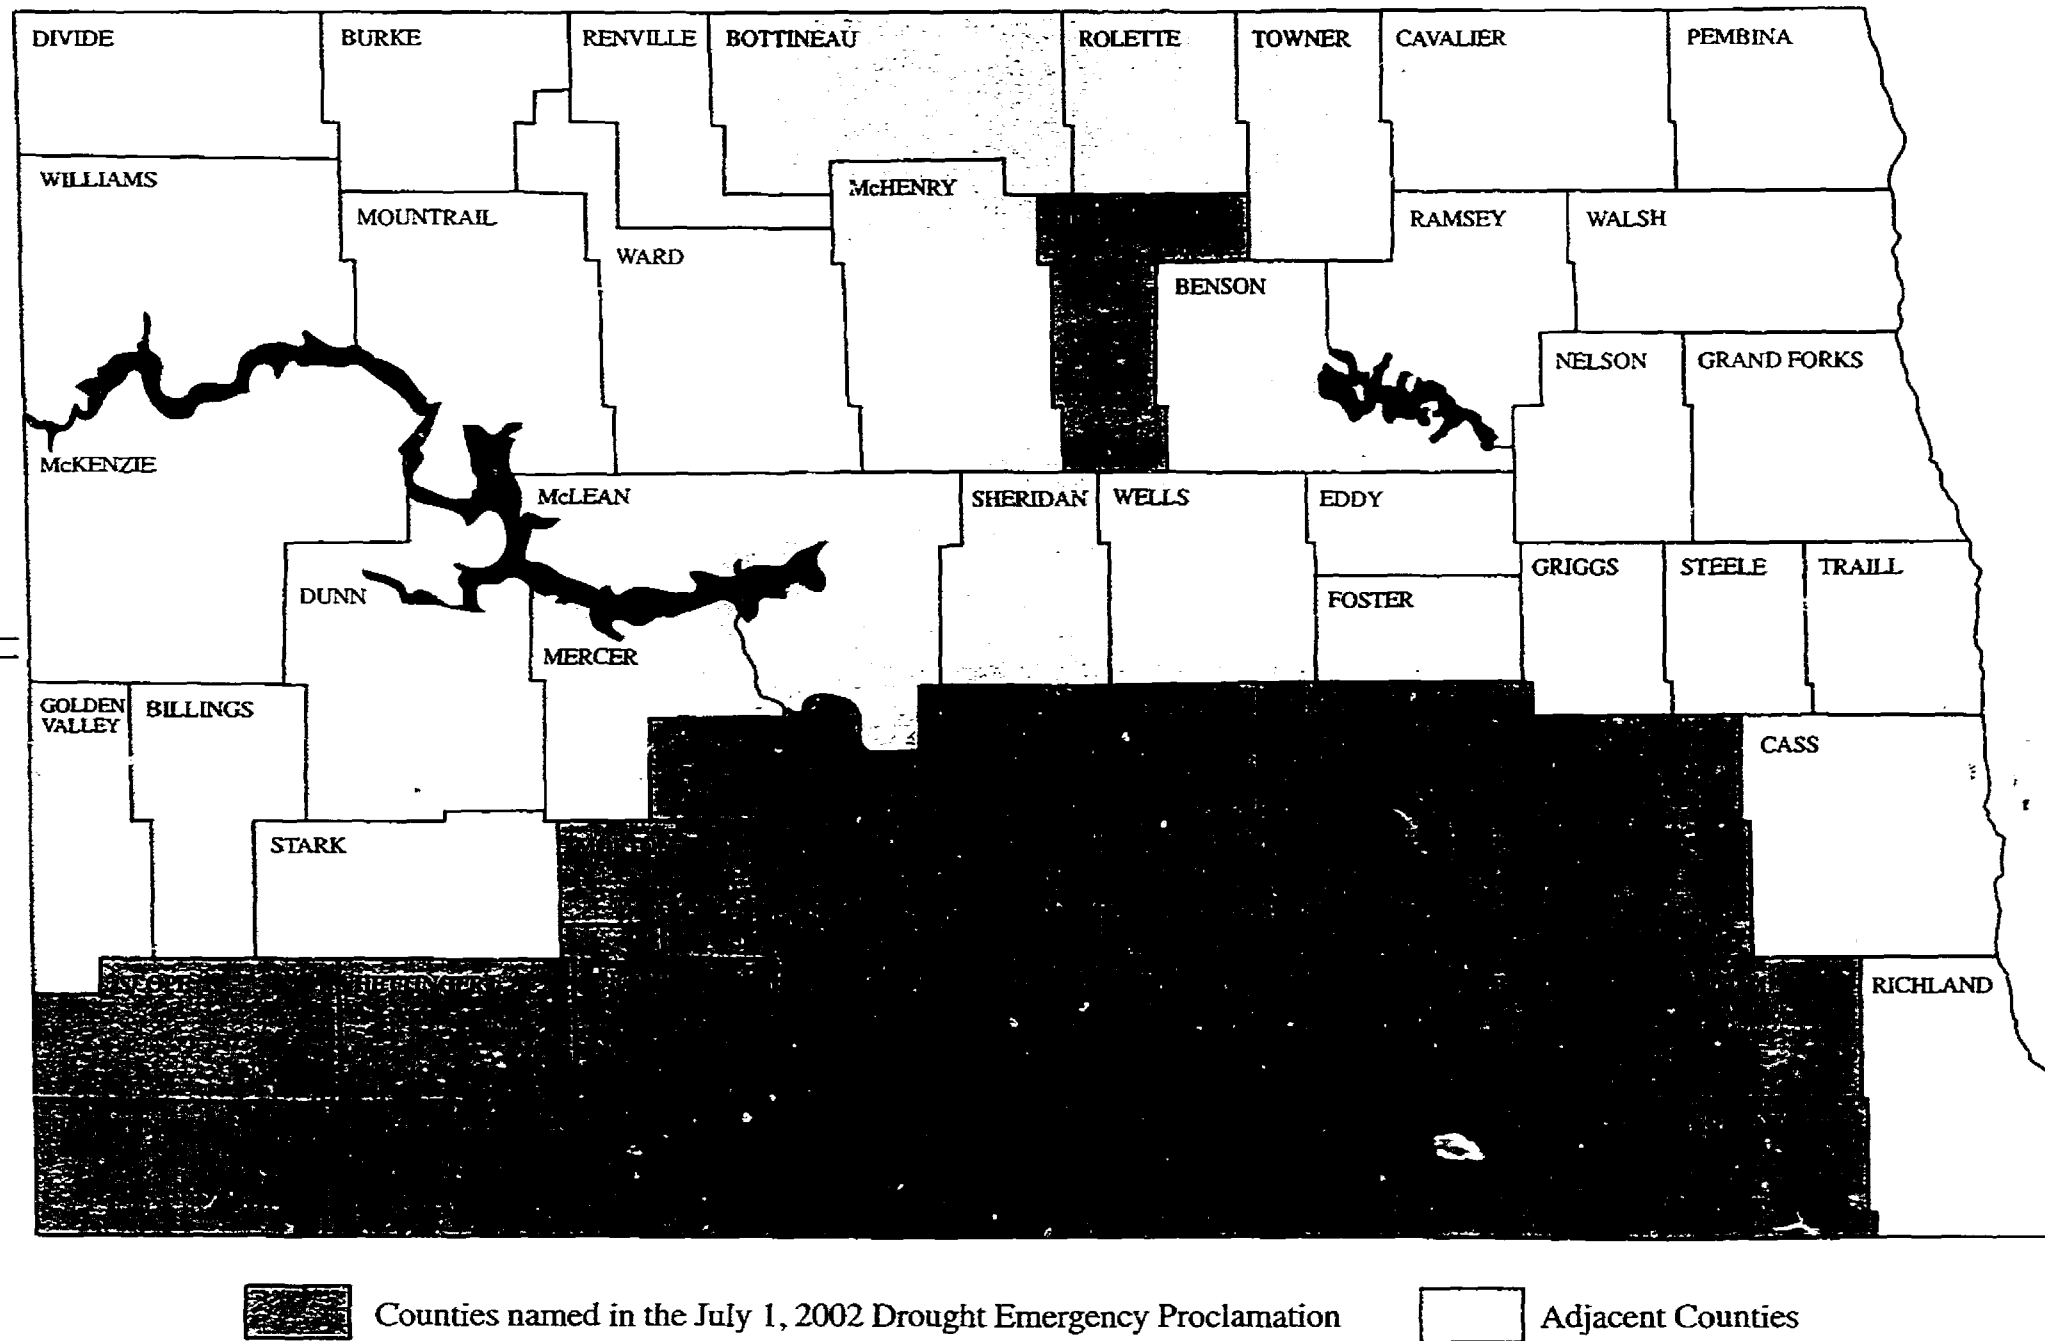 DIVIDE
BURKE
RENVILLE
BOTTINEAU
ROLETTE
TOWNER
CAVALIER
PEMBINA
WILLIAMS
MOUNTRAIL
WARD
McHENRY
BENSON
RAMSEY
WALSH
NELSON
GRAND FORKS
McKENZIE
McLEAN
SHERIDAN
WELLS
EDDY
DUNN
MERCER
FOSTER
GRIGGS
STEELE
TRAILL
GOLDEN
VALLEY
BILLINGS
STARK
CASS
RICHLAND
Counties named in the July 1, 2002 Drought Emergency Proclamation
Adjacent Counties